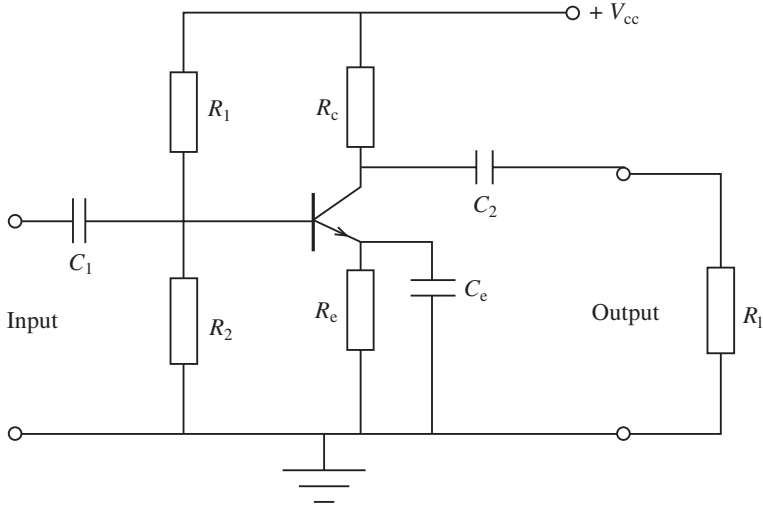 + V_cc
R_1
R_c
C_2
C_1
R_e
C_e
Input
R_2
Output
R_l